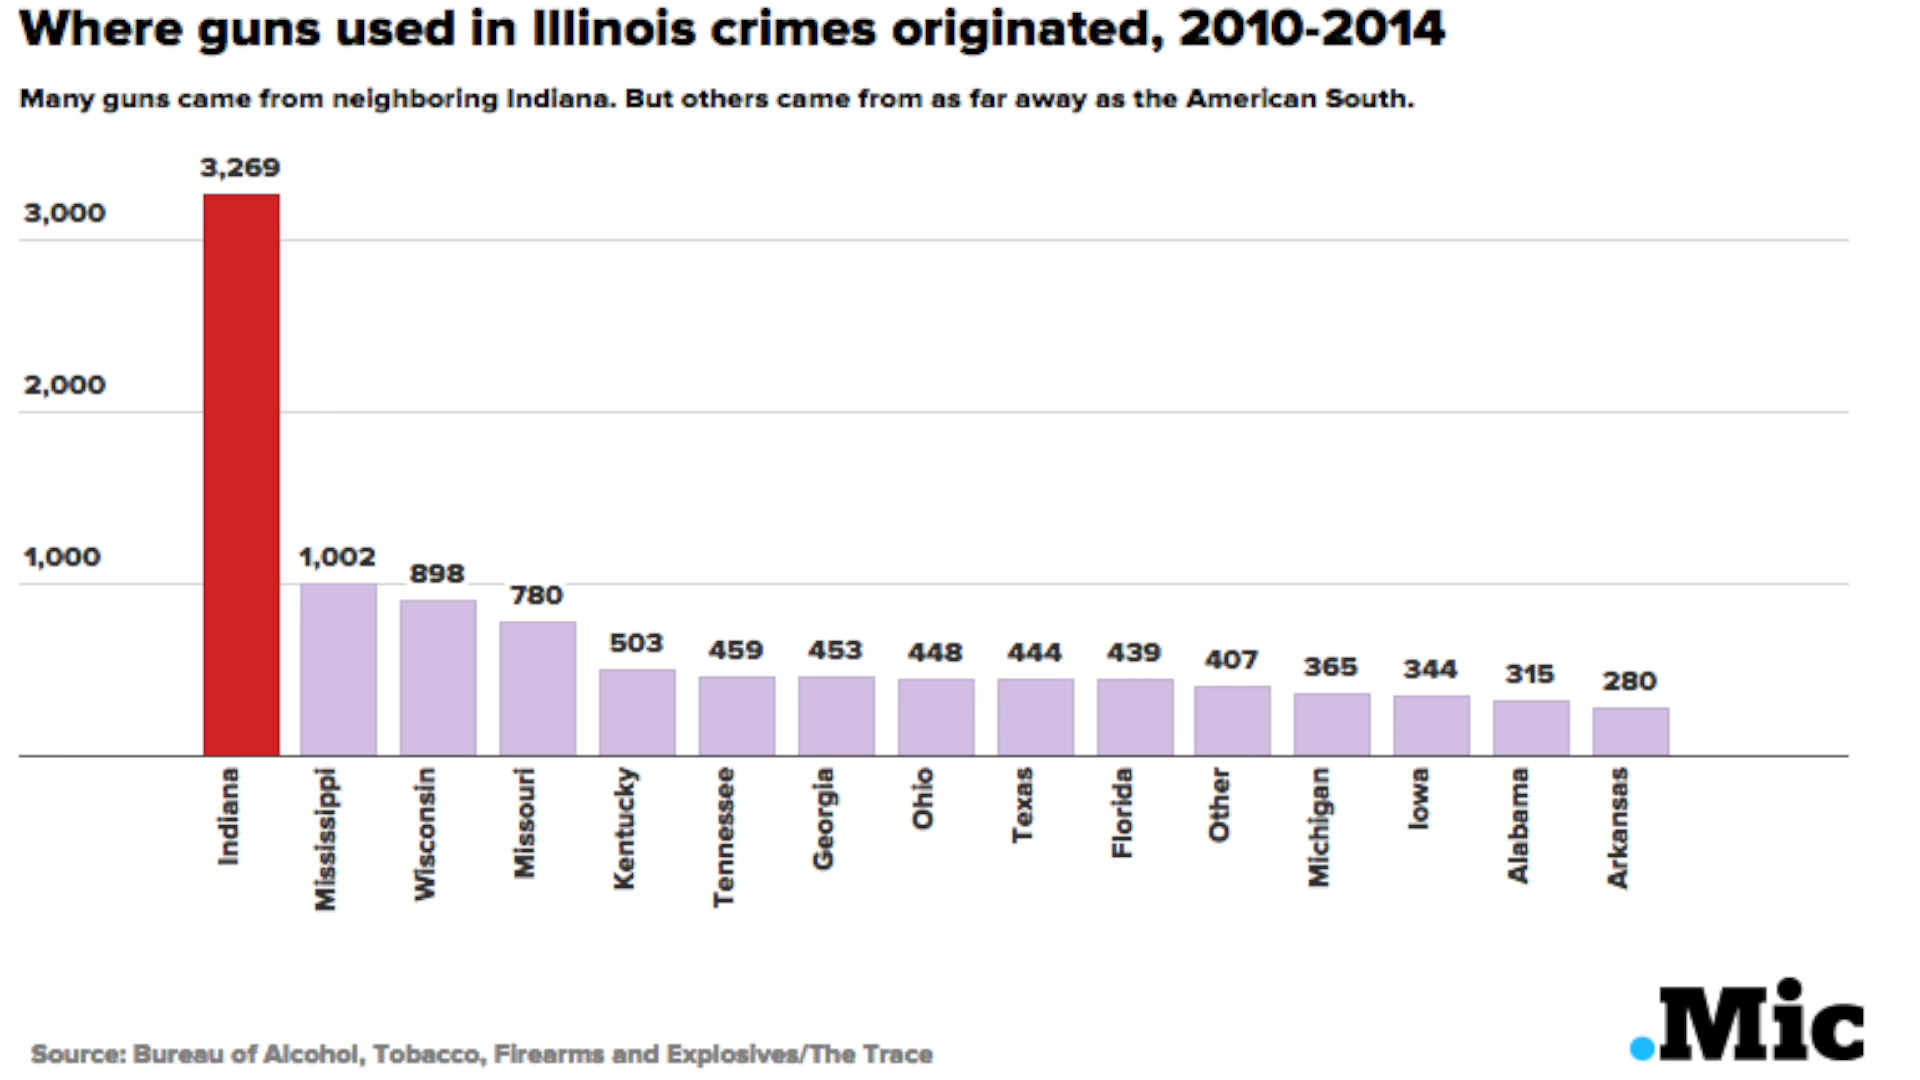 Where guns used in Illinois crimes originated, 2010-2014
Many guns came from neighboring Indiana. But others came from as far away as the American South.
3,269
3,000
2,000
1,000
1,002
898
780
503
459
453
448
444
439
407
365
344
315
280
Indiana
Mississippi
Wisconsin
Missouri
Kentucky
Tennessee
Georgia
Ohio
Texas
Florida
Other
Michigan
Iowa
Alabama
Arkansas
.Mic
Source: Bureau of Alcohol, Tobacco, Firearms and Explosives/The Trace